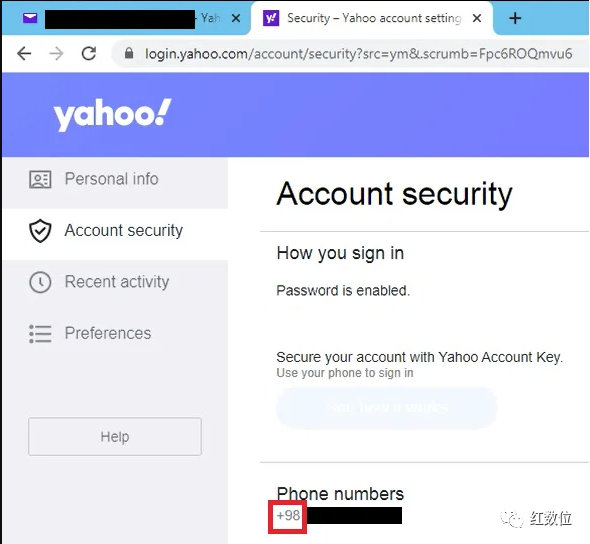 - Yah
Security – Yahoo account setting
login.yahoo.com/account/security?src=ym&.scrumb=Fpc6ROQmvu6
yahoo!
Personal info
Account security
Recent activity
Preferences
Help
Account security
How you sign in
Password is enabled.
Secure your account with Yahoo Account Key.
Use your phone to sign in
Phone numbers
+98
红数位